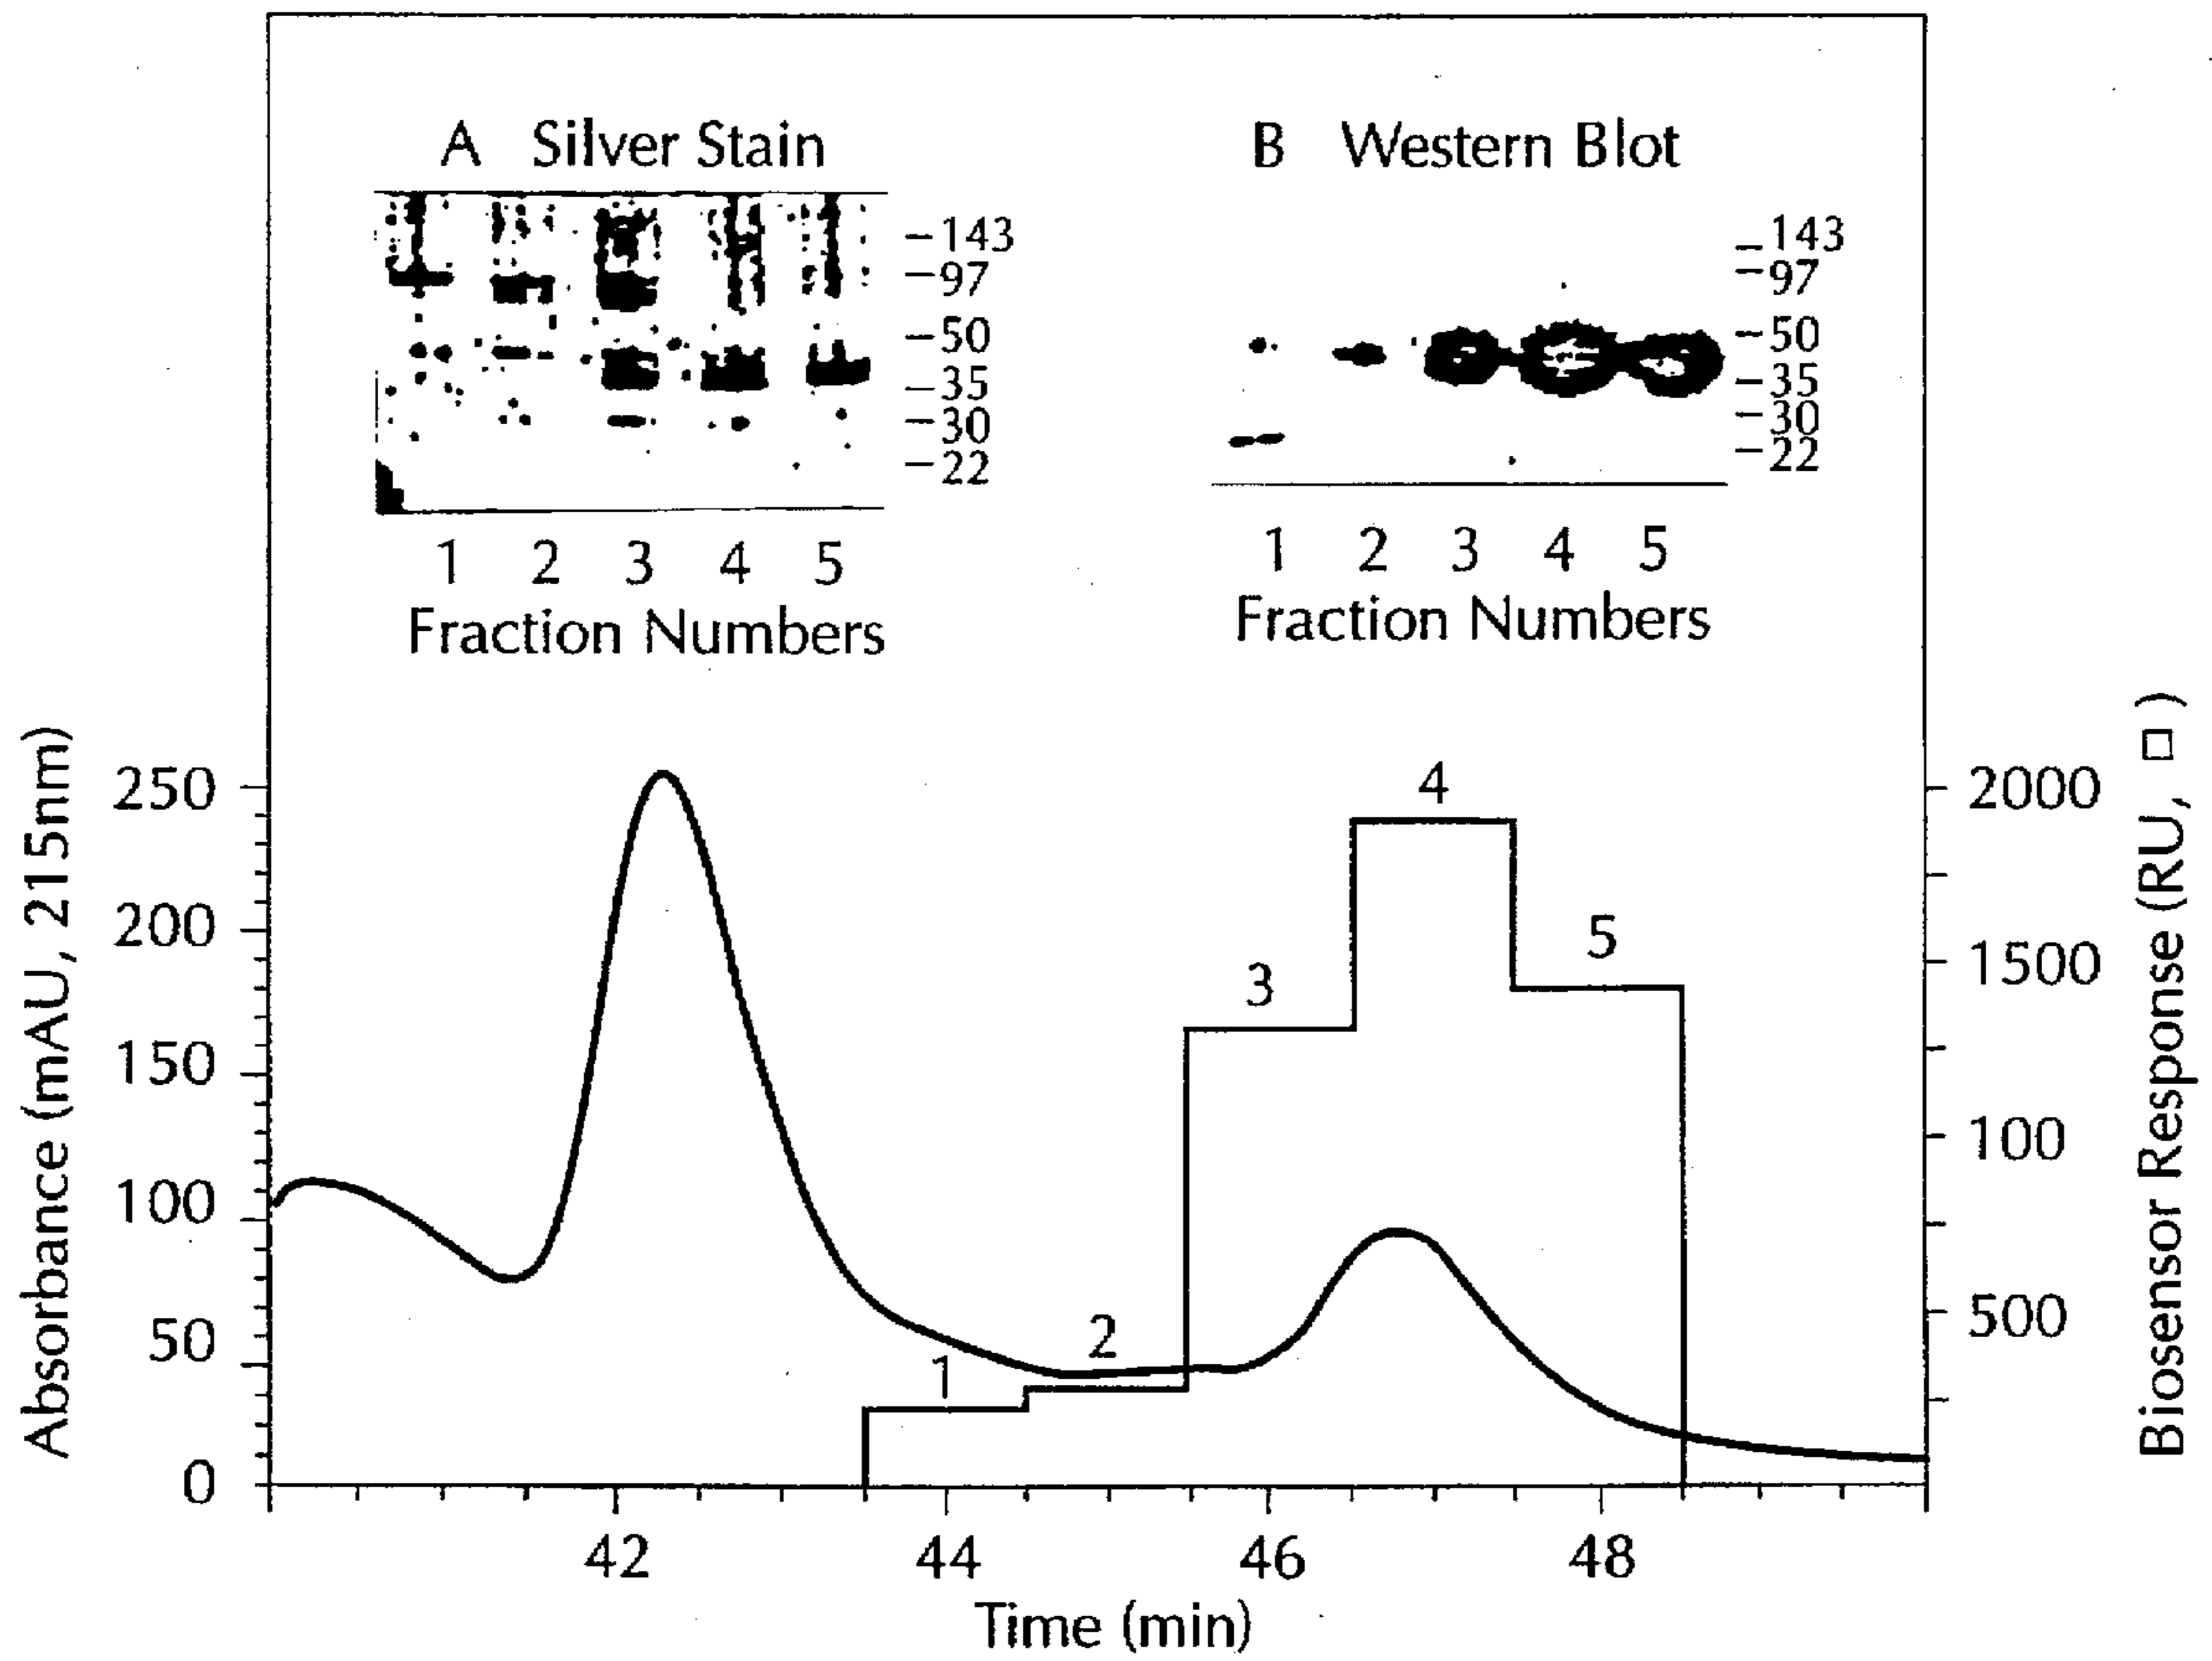 A Silver Stain
–143
–97
–50
–35
–30
–22
1 2 3 4 5
Fraction Numbers
B Western Blot
–143
–97
–50
–35
–30
–22
1 2 3 4 5
Fraction Numbers
Absorbance (mAU, 215nm)
250
200
150
100
50
0
1
2
3
4
5
2000
1500
100
500
Biosensor Response (RU, □ )
42 44 46 48
Time (min)